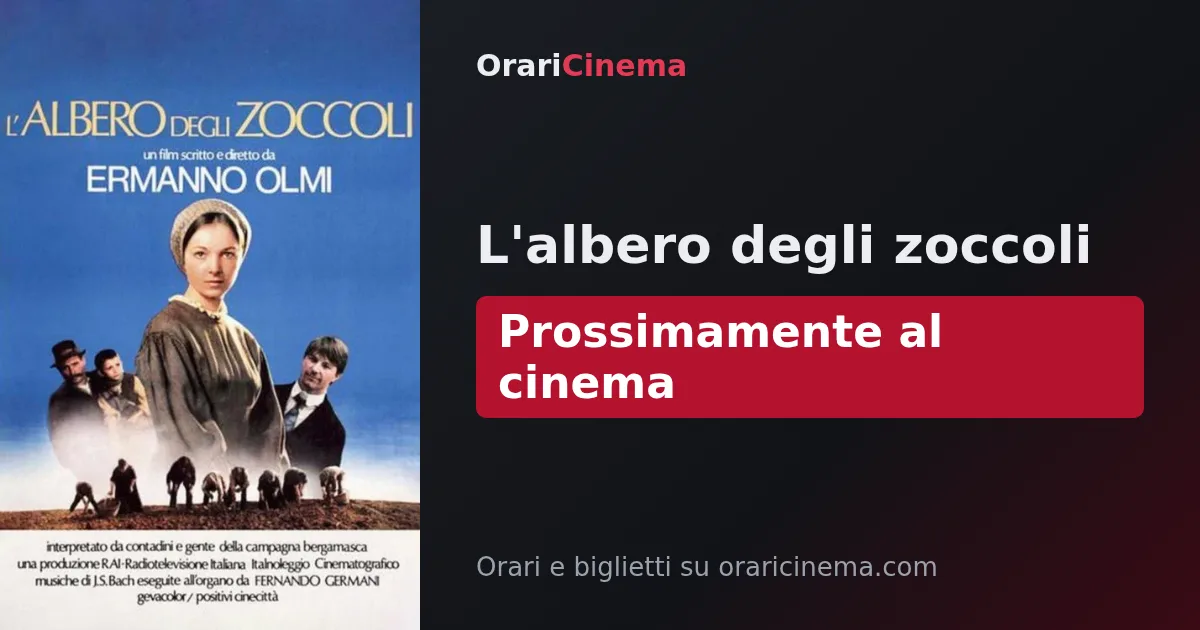 L'ALBERO DEGLI ZOCCOLI
un film scritto e diretto da
ERMANNO OLMI
interpretato da contadini e gente della campagna bergamasca
una produzione RAI-Radiotelevisione Italiana Italnoleggio Cinematografico
musiche di J.S.Bach eseguite all'organo da FERNANDO GERMANI
gevacolor / positivi cinecittà
OrariCinema
L'albero degli zoccoli
Prossimamente al
cinema
Orari e biglietti su oraricinema.com